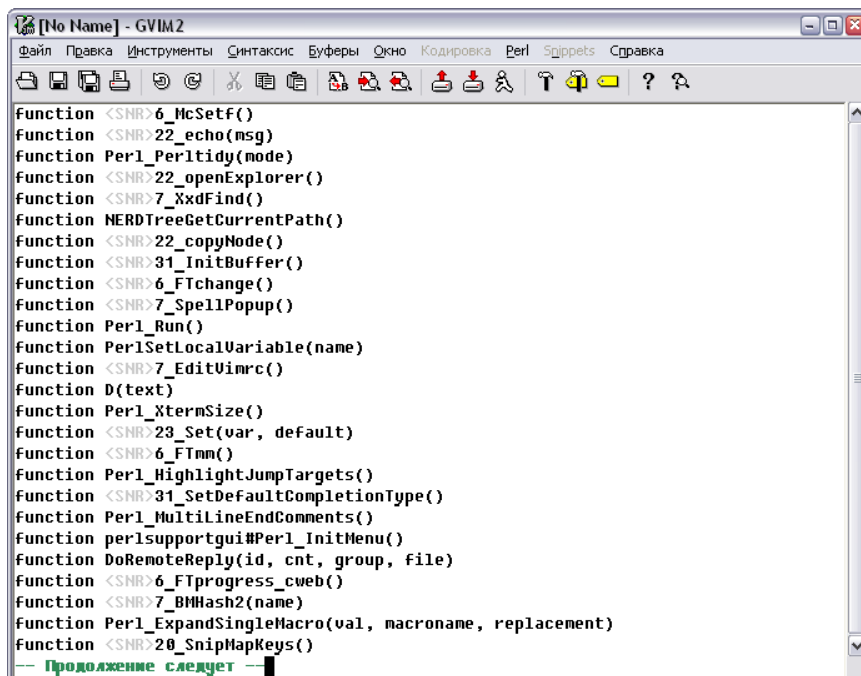 [No Name] - GVIM2
Файл Правка Инструменты Синтаксис Буферы Окно Кодировка Perl Snippets Справка
function <SNR>6_McSetf()
function <SNR>22_echo(msg)
function Perl_Perltidy(mode)
function <SNR>22_openExplorer()
function <SNR>7_XxdFind()
function NERDTreeGetCurrentPath()
function <SNR>22_copyNode()
function <SNR>31_InitBuffer()
function <SNR>6_FTchange()
function <SNR>7_SpellPopup()
function Perl_Run()
function PerlSetLocalVariable(name)
function <SNR>7_EditVimrc()
function D(text)
function Perl_XtermSize()
function <SNR>23_Set(var, default)
function <SNR>6_FTmm()
function Perl_HighlightJumpTargets()
function <SNR>31_SetDefaultCompletionType()
function Perl_MultiLineEndComments()
function perlsupportgui#Perl_InitMenu()
function DoRemoteReply(id, cnt, group, file)
function <SNR>6_FTprogress_cweb()
function <SNR>7_BMHash2(name)
function Perl_ExpandSingleMacro(val, macroname, replacement)
function <SNR>20_SnipMapKeys()
-- Продолжение следует --